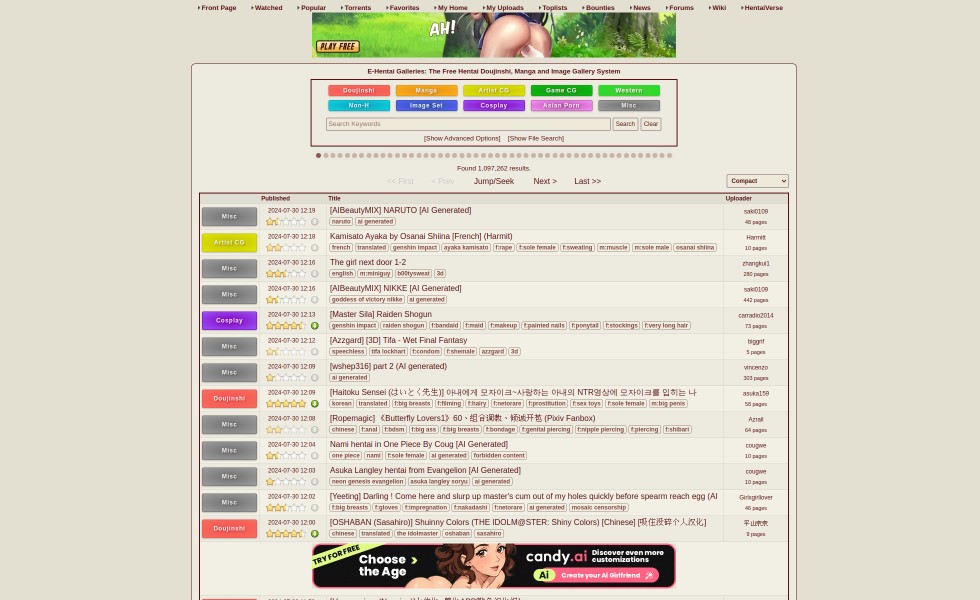 Front Page Watched Popular Torrents Favorites My Home My Uploads Toplists Bounties News Forums Wiki HentaiVerse
AH!
PLAY FREE
E-Hentai Galleries: The Free Hentai Doujinshi, Manga and Image Gallery System
Doujinshi Manga Artist CG Game CG Western
Non-H Image Set Cosplay Asian Porn Misc
Search Keywords Search Clear
[Show Advanced Options] [Show File Search]
Found 1,097,262 results.
<< First < Prev Jump/Seek Next > Last >> Compact
Published Title Uploader
Misc 2024-07-30 12:19 [AIBeautyMIX] NARUTO [AI Generated] saki0109
naruto ai generated 48 pages
Artist CG 2024-07-30 12:18 Kamisato Ayaka by Osanai Shiina [French] (Harmitt) Harmitt
french translated genshin impact ayaka kamisato f:rape f:sole female f:sweating m:muscle m:sole male osanai shiina 10 pages
Misc 2024-07-30 12:16 The girl next door 1-2 zhangkui1
english m:miniguy b00tysweat 3d 280 pages
Misc 2024-07-30 12:16 [AIBeautyMIX] NIKKE [AI Generated] saki0109
goddess of victory nikke ai generated 442 pages
Cosplay 2024-07-30 12:13 [Master Sila] Raiden Shogun carradio2014
genshin impact raiden shogun f:bandaid f:maid f:makeup f:painted nails f:ponytail f:stockings f:very long hair 73 pages
Misc 2024-07-30 12:12 [Azzgard] [3D] Tifa - Wet Final Fantasy
speechless tifa lockhart f:condom f:shemale azzgard 3d 5 pages
Misc 2024-07-30 12:09 [wshep316] part 2 (AI generated) vincenzo
ai generated 303 pages
Doujinshi 2024-07-30 12:09 [Haitoku Sensei (はいとく先生)] 아내에게 모자이크~사랑하는 아내의 NTR영상에 모자이크를 입히는 나 asuka159
korean translated f:big breasts f:filming f:hairy f:netorare f:prostitution f:sex toys f:sole female m:big penis 58 pages
Misc 2024-07-30 12:08 [Ropemagic] 《Butterfly Lovers1》60、组合调教、倾诚开苞 (Pixiv Fanbox) Azrail
chinese f:anal f:bdsm f:big ass f:big breasts f:bondage f:genital piercing f:nipple piercing f:piercing f:shibari 64 pages
Misc 2024-07-30 12:04 Nami hentai in One Piece By Coug [AI Generated] cougwe
one piece nami f:sole female ai generated forbidden content 10 pages
Misc 2024-07-30 12:03 Asuka Langley hentai from Evangelion [AI Generated] cougwe
neon genesis evangelion asuka langley soryu ai generated 10 pages
Misc 2024-07-30 12:02 [Yeeting] Darling ! Come here and slurp up master's cum out of my holes quickly before spearm reach egg (AI Girlxgirllover
f:big breasts f:gloves f:impregnation f:nakadashi f:netorare ai generated mosaic censorship 46 pages
Doujinshi 2024-07-30 12:00 [OSHABAN (Sasahiro)] Shuinny Colors (THE IDOLM@STER: Shiny Colors) [Chinese]
chinese translated the idolmaster oshaban sasahiro 9 pages
TRY FOR FREE Choose the Age candy.ai Discover even more customizations
Ai Create your AI Girlfriend